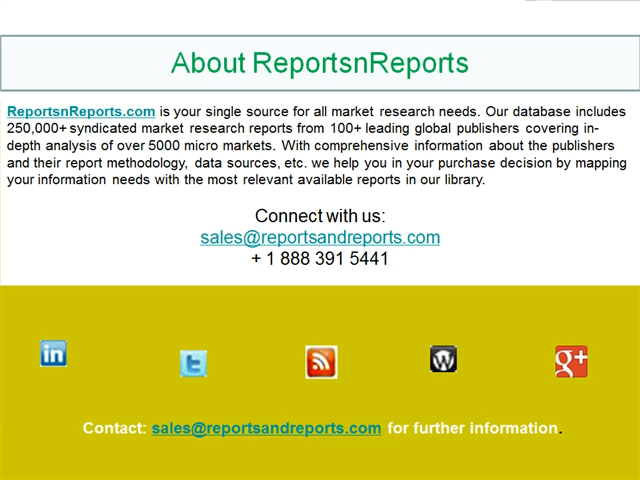 About ReportsnReports
ReportsnReports.com is your single source for all market research needs. Our database includes
250,000+ syndicated market research reports from 100+ leading global publishers covering in-
depth analysis of over 5000 micro markets. With comprehensive information about the publishers
and their report methodology, data sources, etc. we help you in your purchase decision by mapping
your information needs with the most relevant available reports in our library.
Connect with us:
sales@reportsandreports.com
+ 1 888 391 5441
in
t
W
g+
Contact: sales@reportsandreports.com for further information.